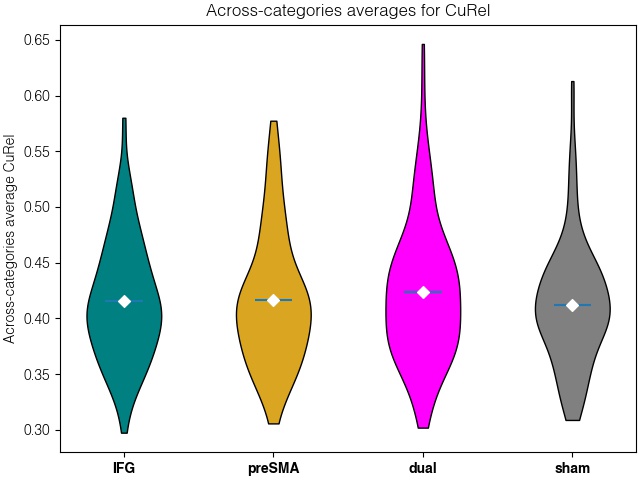 Across-categories averages for CuRel
Across-categories average CuRel
0.65
0.60
0.55
0.50
0.45
0.40
0.35
0.30
IFG
preSMA
dual
sham